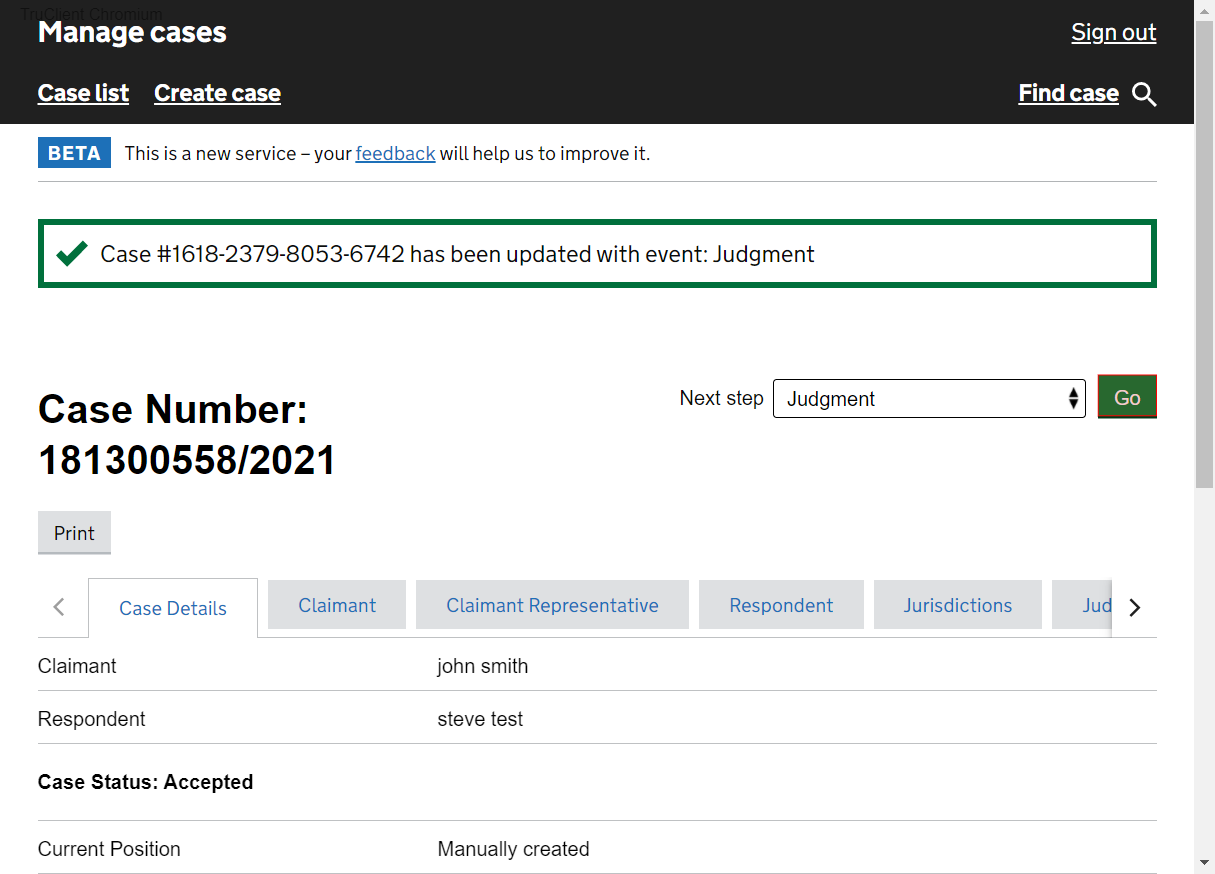 TruClient Chromium
Manage cases
Sign out
Case list Create case
Find case
BETA This is a new service – your feedback will help us to improve it.
Case #1618-2379-8053-6742 has been updated with event: Judgment
Case Number:
181300558/2021
Next step Judgment Go
Print
Case Details Claimant Claimant Representative Respondent Jurisdictions Jud
Claimant john smith
Respondent steve test
Case Status: Accepted
Current Position Manually created